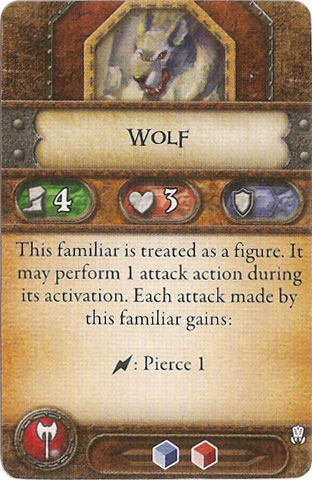 WOLF
4 3
This familiar is treated as a figure. It
may perform 1 attack action during
its activation. Each attack made by
this familiar gains:
: Pierce 1